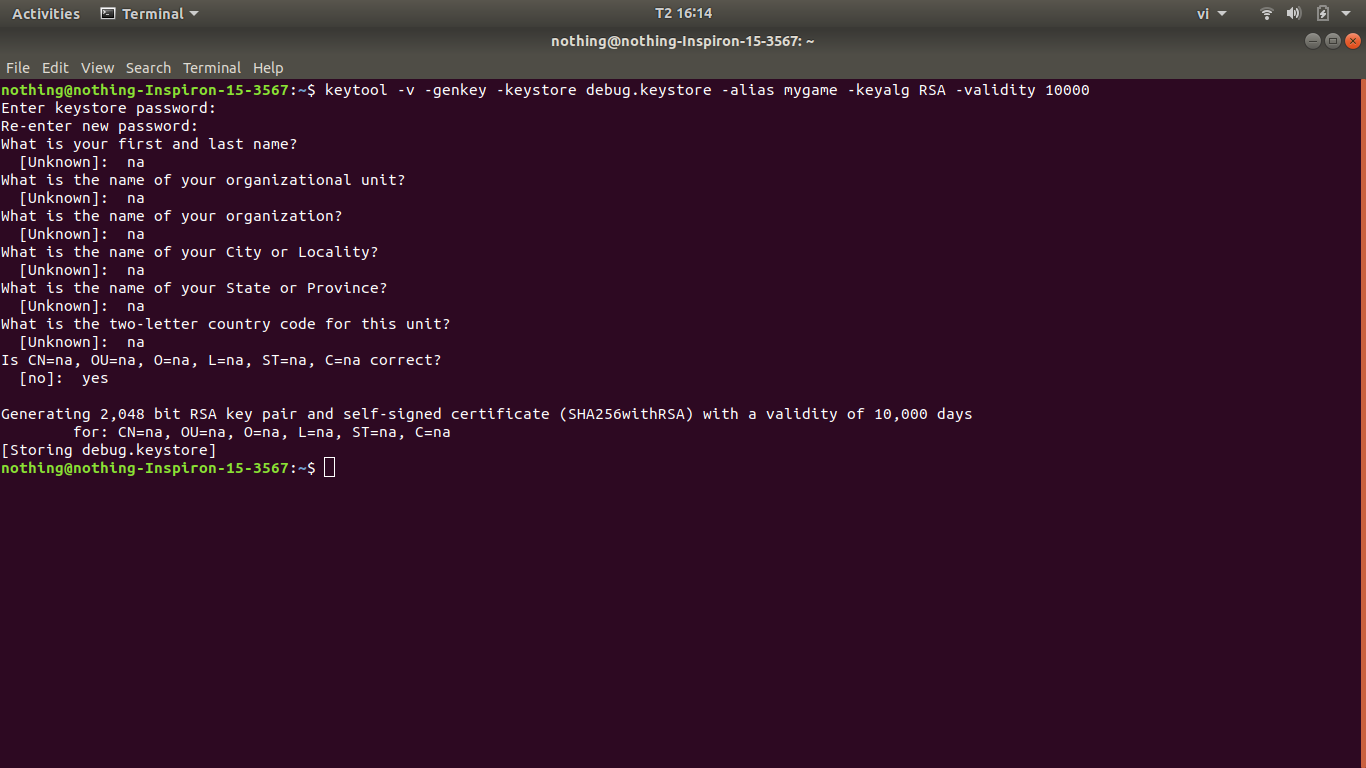 Activities Terminal T2 16:14 vi
nothing@nothing-Inspiron-15-3567: ~
File Edit View Search Terminal Help
nothing@nothing-Inspiron-15-3567:~$ keytool -v -genkey -keystore debug.keystore -alias mygame -keyalg RSA -validity 10000
Enter keystore password:
Re-enter new password:
What is your first and last name?
  [Unknown]:  na
What is the name of your organizational unit?
  [Unknown]:  na
What is the name of your organization?
  [Unknown]:  na
What is the name of your City or Locality?
  [Unknown]:  na
What is the name of your State or Province?
  [Unknown]:  na
What is the two-letter country code for this unit?
  [Unknown]:  na
Is CN=na, OU=na, O=na, L=na, ST=na, C=na correct?
  [no]:  yes
Generating 2,048 bit RSA key pair and self-signed certificate (SHA256withRSA) with a validity of 10,000 days
        for: CN=na, OU=na, O=na, L=na, ST=na, C=na
[Storing debug.keystore]
nothing@nothing-Inspiron-15-3567:~$